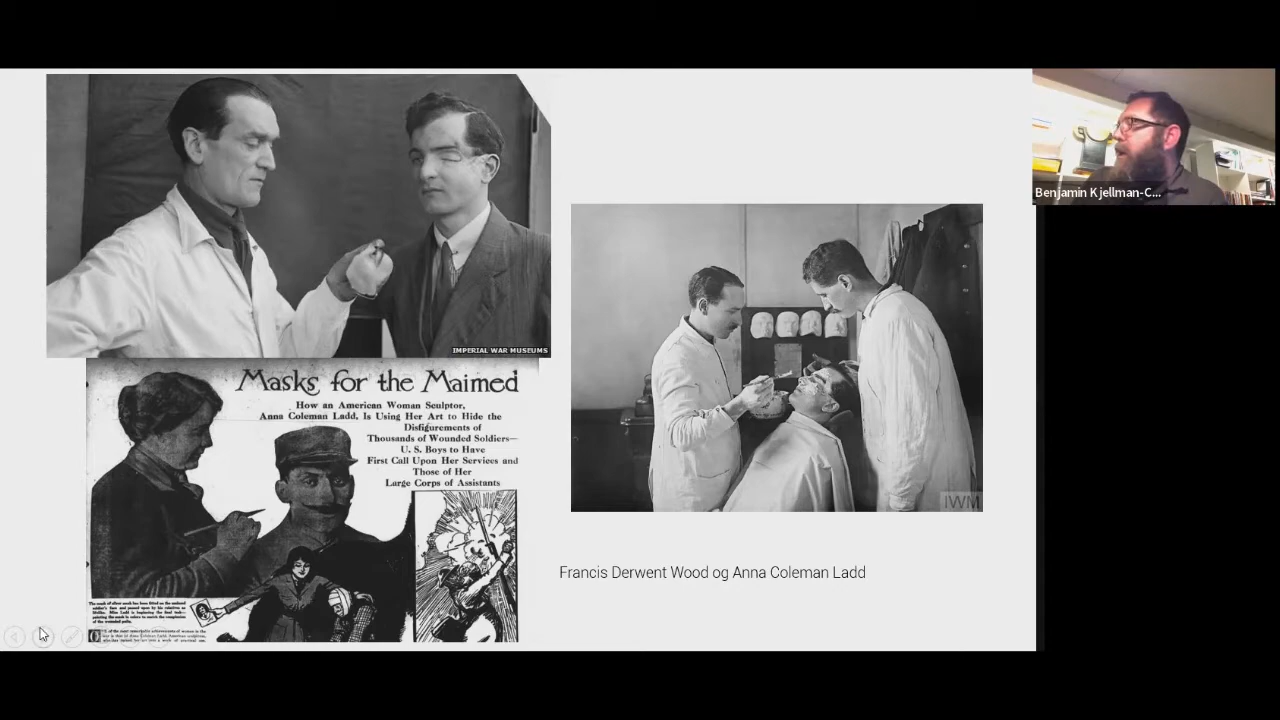 IMPERIAL WAR MUSEUMS
Masks for the Maimed
How an American Woman Sculptor,
Anna Coleman Ladd, Is Using Her Art to Hide the
Disfigurements of
Thousands of Wounded Soldiers—
U. S. Boys to Have
First Call Upon Her Services and
Those of Her
Large Corps of Assistants
IWM
Francis Derwent Wood og Anna Coleman Ladd
Benjamin Kjellman-C...